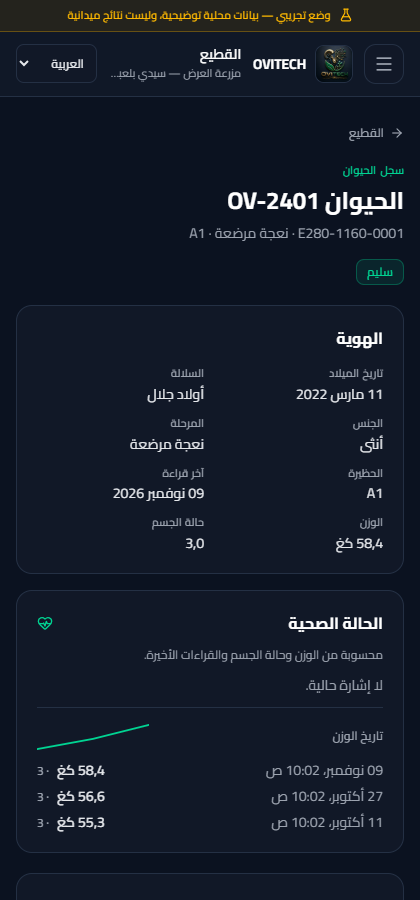 وضع تجريبي — بيانات محلية توضيحية، وليست نتائج ميدانية
OVITECH
القطيع
مزرعة العرض — سيدي بلعبـ...
العربية
القطيع
سجل الحيوان
الحيوان OV-2401
E280-1160-0001 · نعجة مرضعة · A1
سليم
الهوية
تاريخ الميلاد
11 مارس 2022
السلالة
أولاد جلال
الجنس
أنثى
المرحلة
نعجة مرضعة
الحظيرة
A1
آخر قراءة
09 نوفمبر 2026
الوزن
58,4 كغ
حالة الجسم
3,0
الحالة الصحية
محسوبة من الوزن وحالة الجسم والقراءات الأخيرة.
لا إشارة حالية.
تاريخ الوزن
09 نوفمبر، 10:02 ص 58,4 كغ · 3
27 أكتوبر، 10:02 ص 56,6 كغ · 3
11 أكتوبر، 10:02 ص 55,3 كغ · 3